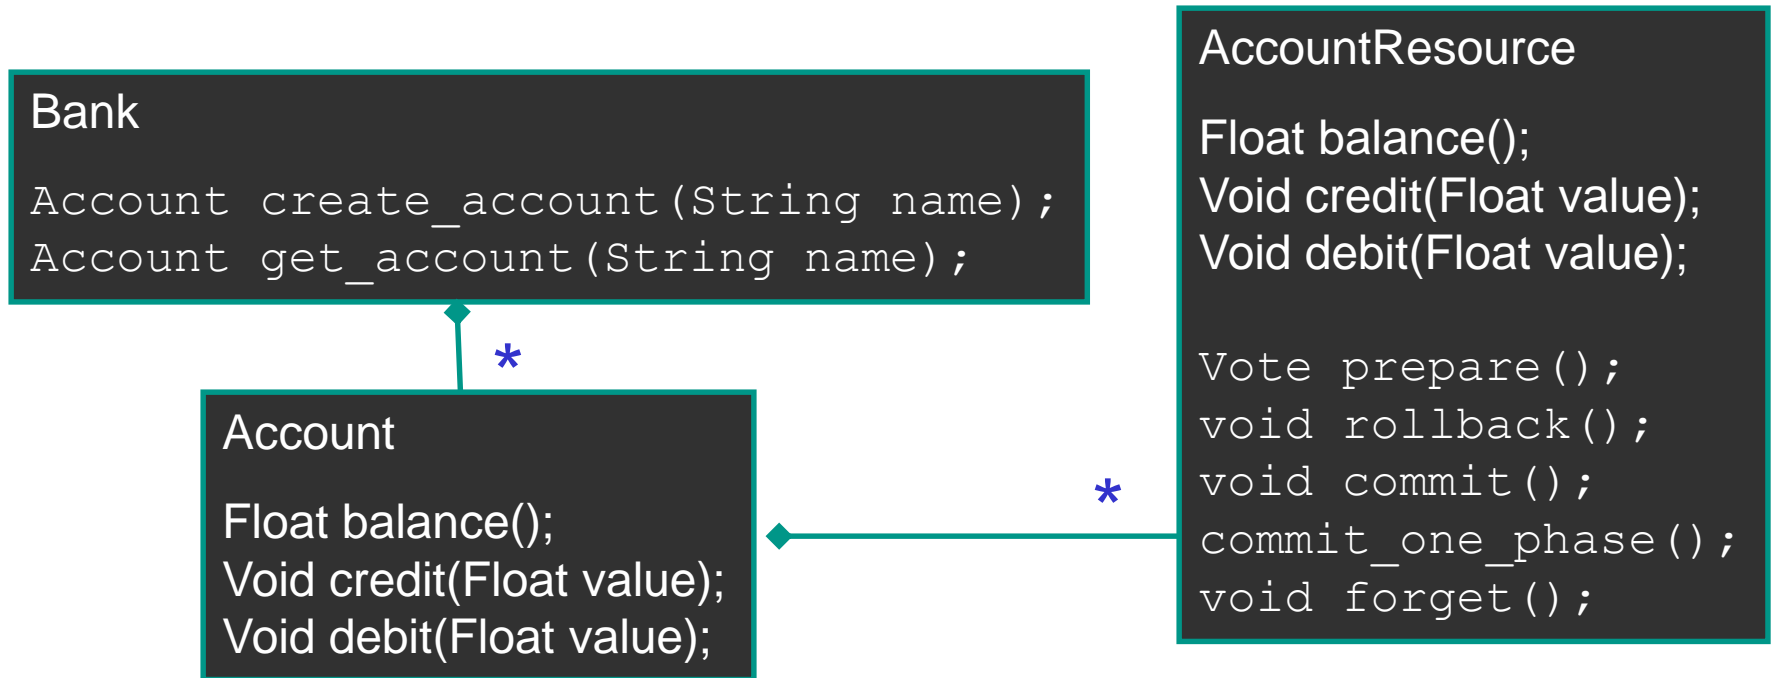 Bank
Account create_account(String name);
Account get_account(String name);
*
Account
Float balance();
Void credit(Float value);
Void debit(Float value);
*
AccountResource
Float balance();
Void credit(Float value);
Void debit(Float value);
Vote prepare();
void rollback();
void commit();
commit_one_phase();
void forget();